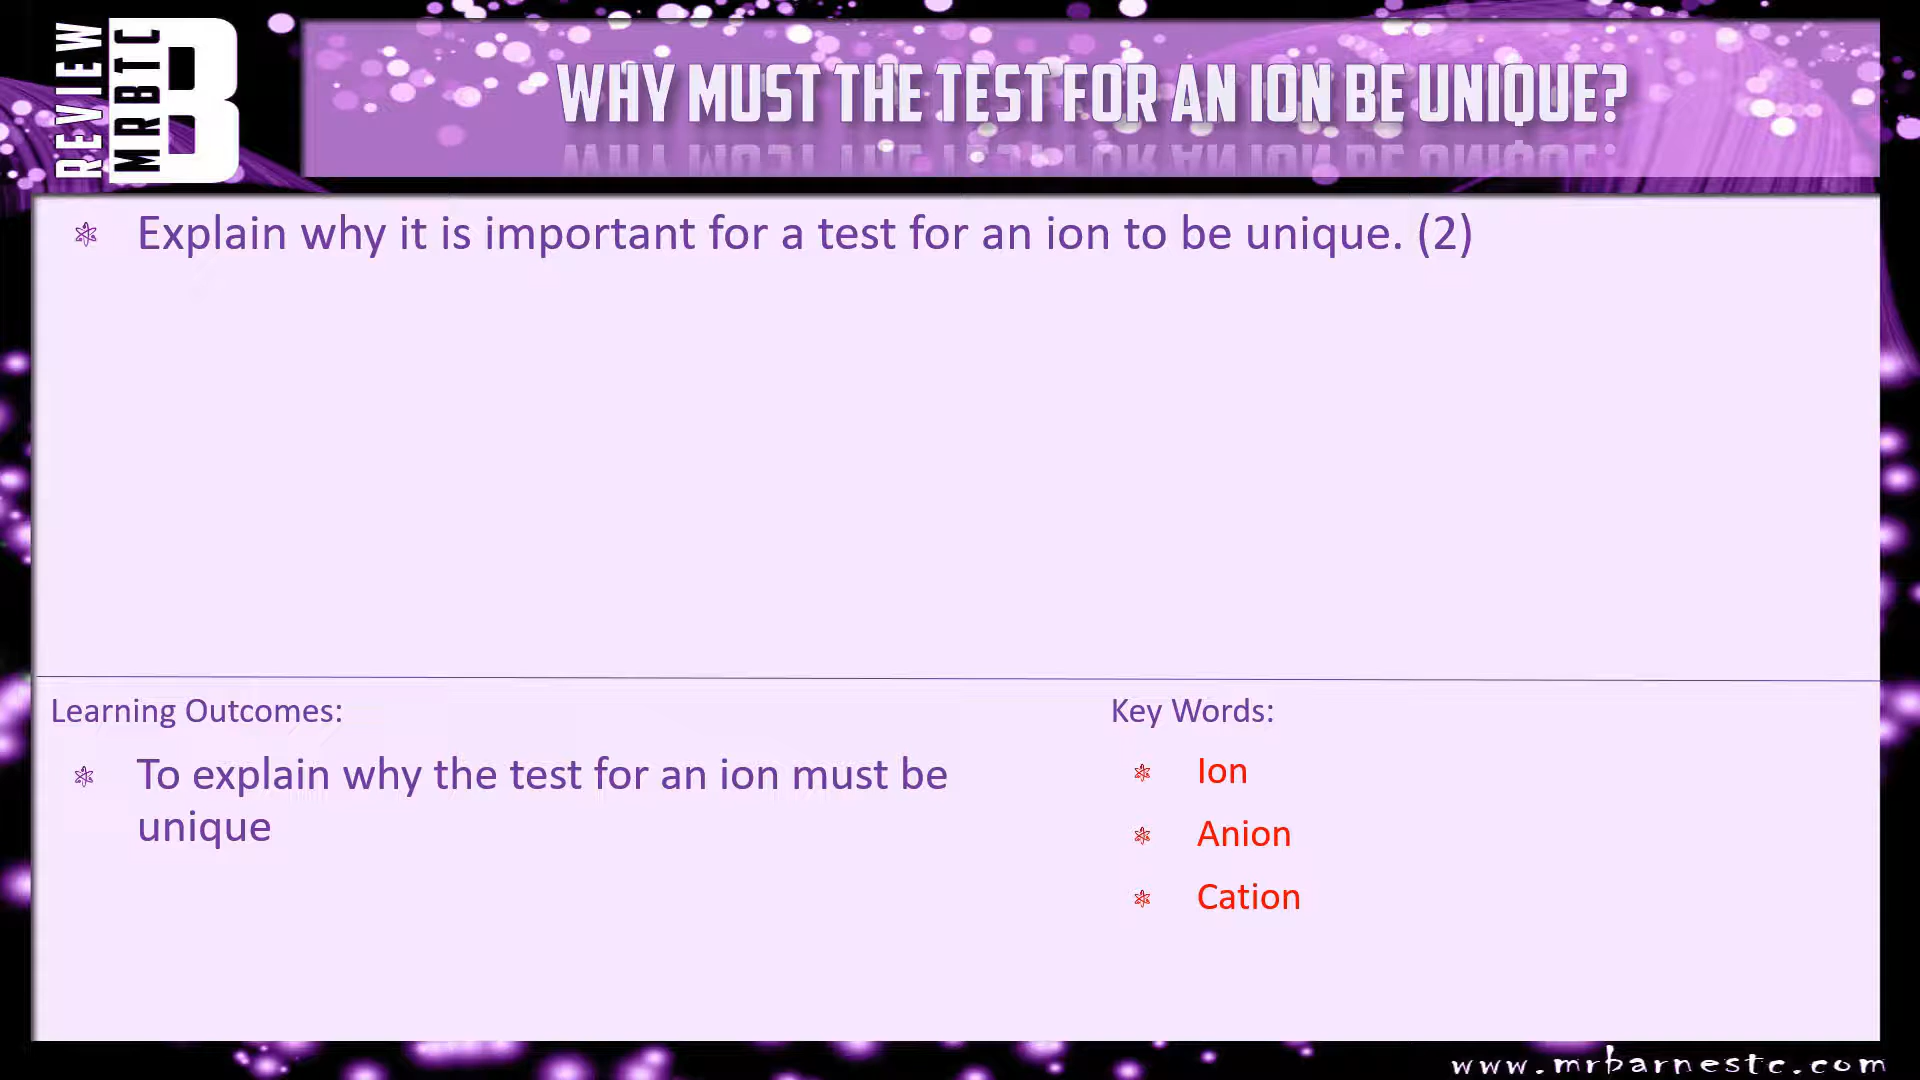 REVIEW
MRBTC
B
WHY MUST THE TEST FOR AN ION BE UNIQUE?
Explain why it is important for a test for an ion to be unique. (2)
Learning Outcomes:
To explain why the test for an ion must be
unique
Key Words:
Ion
Anion
Cation
www.mrbarnestc.com